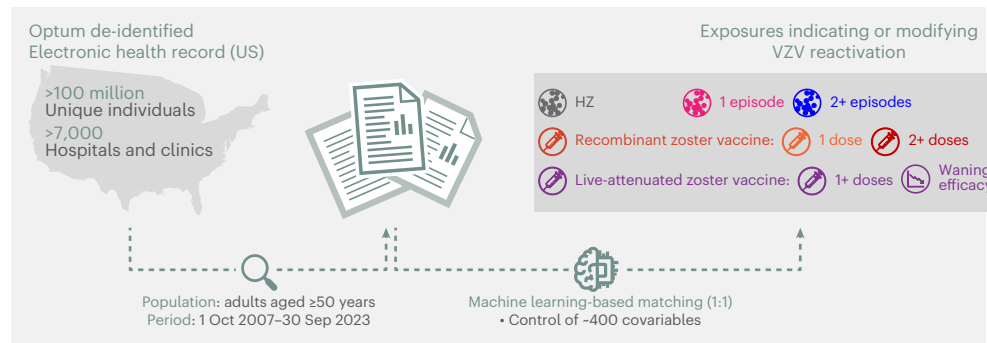 Optum de-identified
Electronic health record (US)
>100 million
Unique individuals
>7,000
Hospitals and clinics
Exposures indicating or modifying
VZV reactivation
HZ 1 episode 2+ episodes
Recombinant zoster vaccine: 1 dose 2+ doses
Live-attenuated zoster vaccine: 1+ doses Waning
efficacy
Population: adults aged ≥50 years
Period: 1 Oct 2007–30 Sep 2023
Machine learning-based matching (1:1)
• Control of ~400 covariables